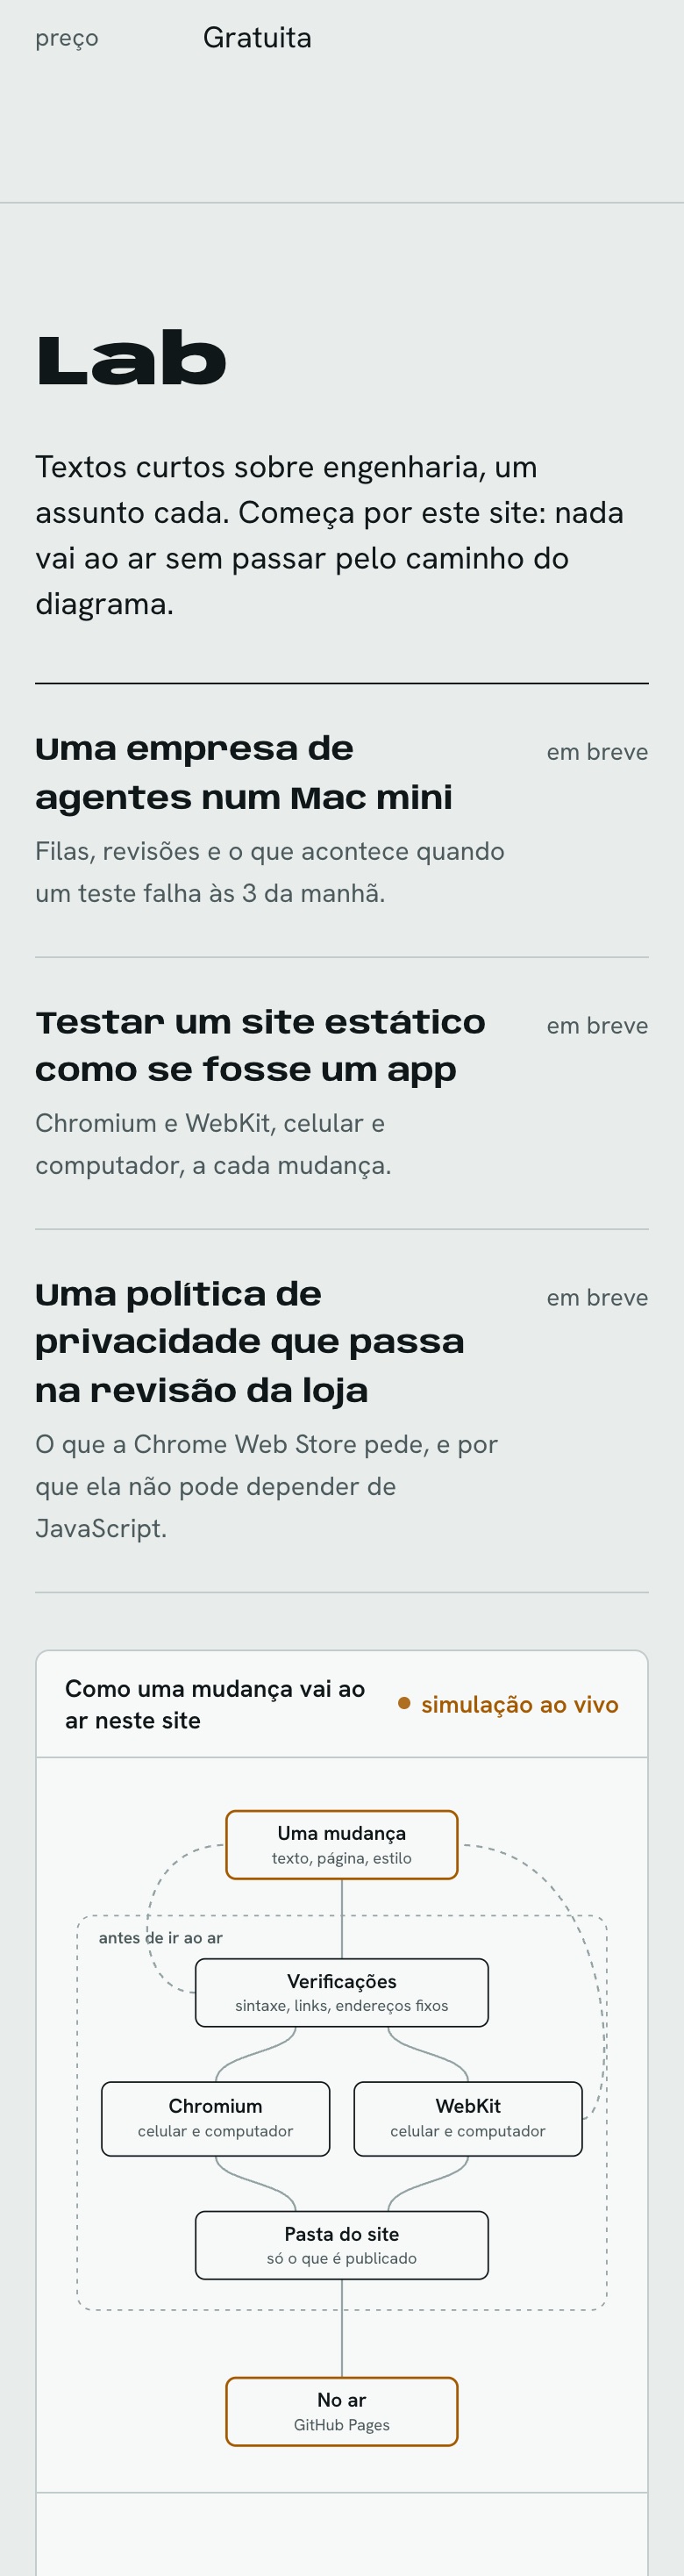 preço Gratuita
Lab
Textos curtos sobre engenharia, um
assunto cada. Começa por este site: nada
vai ao ar sem passar pelo caminho do
diagrama.
Uma empresa de
agentes num Mac mini
em breve
Filas, revisões e o que acontece quando
um teste falha às 3 da manhã.
Testar um site estático
como se fosse um app
em breve
Chromium e WebKit, celular e
computador, a cada mudança.
Uma política de
privacidade que passa
na revisão da loja
em breve
O que a Chrome Web Store pede, e por
que ela não pode depender de
JavaScript.
Como uma mudança vai ao
ar neste site
simulação ao vivo
Uma mudança
texto, página, estilo
antes de ir ao ar
Verificações
sintaxe, links, endereços fixos
Chromium
celular e computador
WebKit
celular e computador
Pasta do site
só o que é publicado
No ar
GitHub Pages